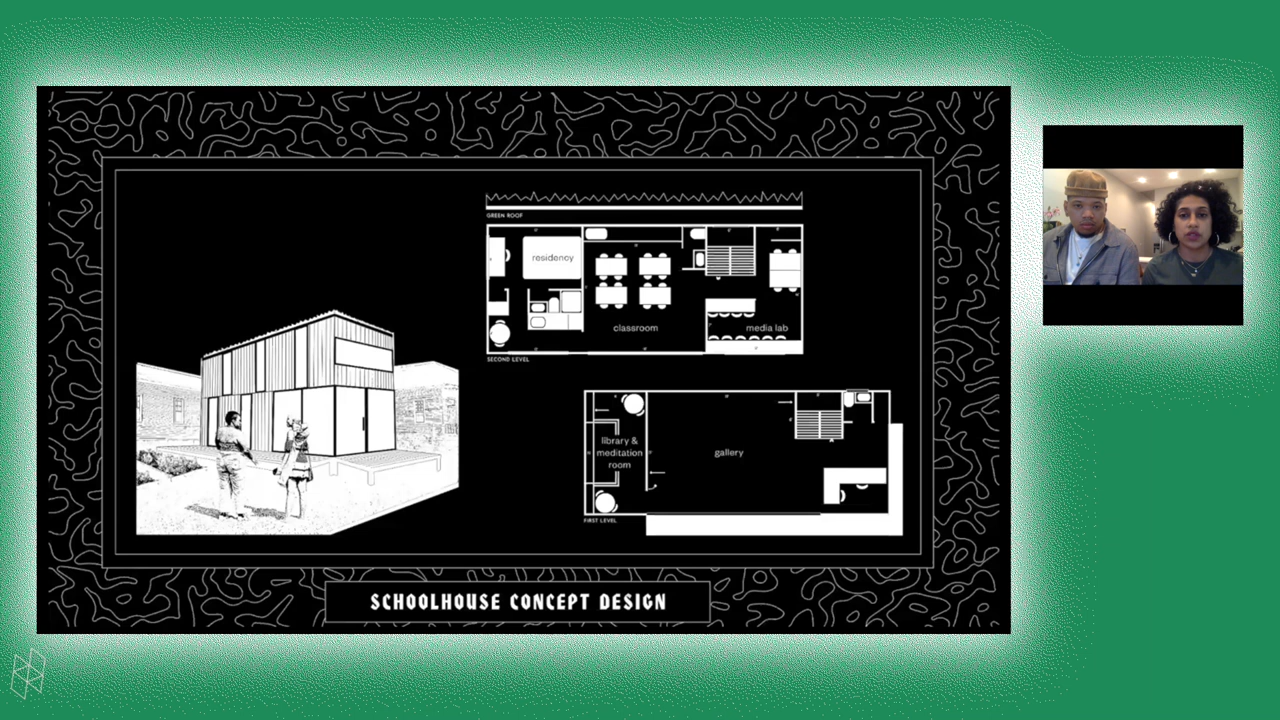 GREEN ROOF
residency
classroom
media lab
SECOND LEVEL
library &
meditation
room
gallery
FIRST LEVEL
SCHOOLHOUSE CONCEPT DESIGN